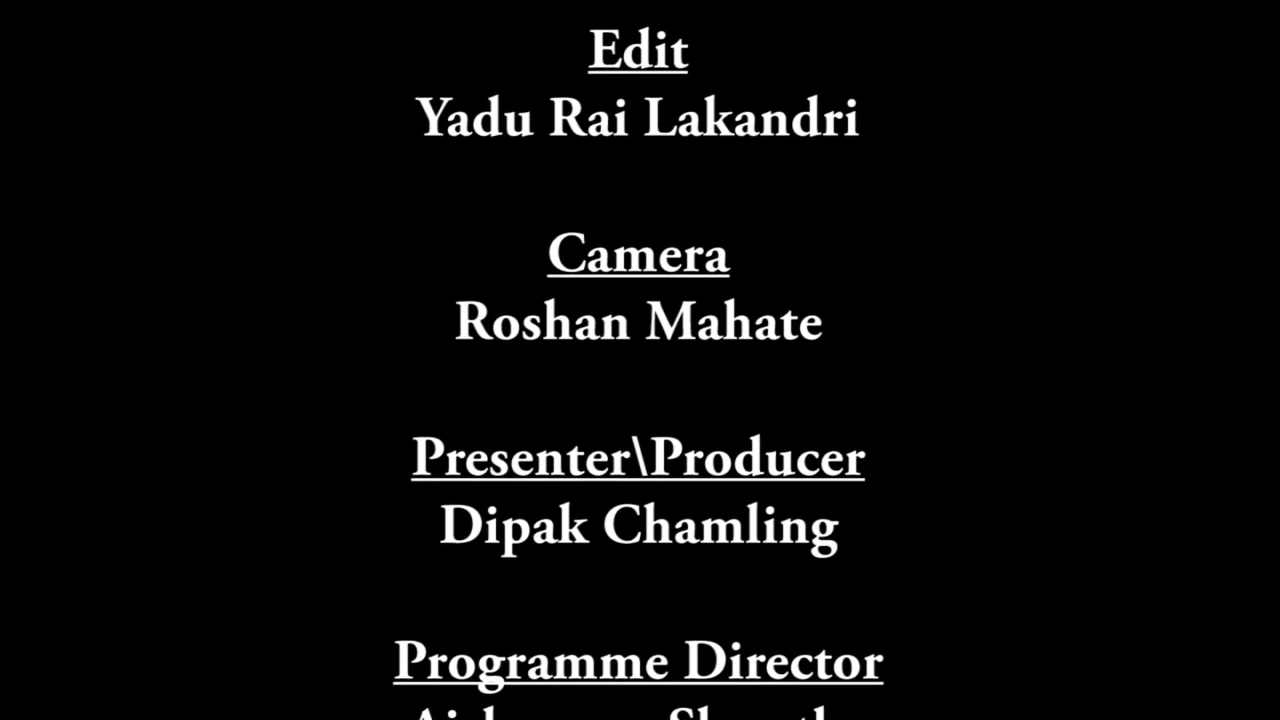 Edit
Yadu Rai Lakandri
Camera
Roshan Mahate
Presenter\Producer
Dipak Chamling
Programme Director